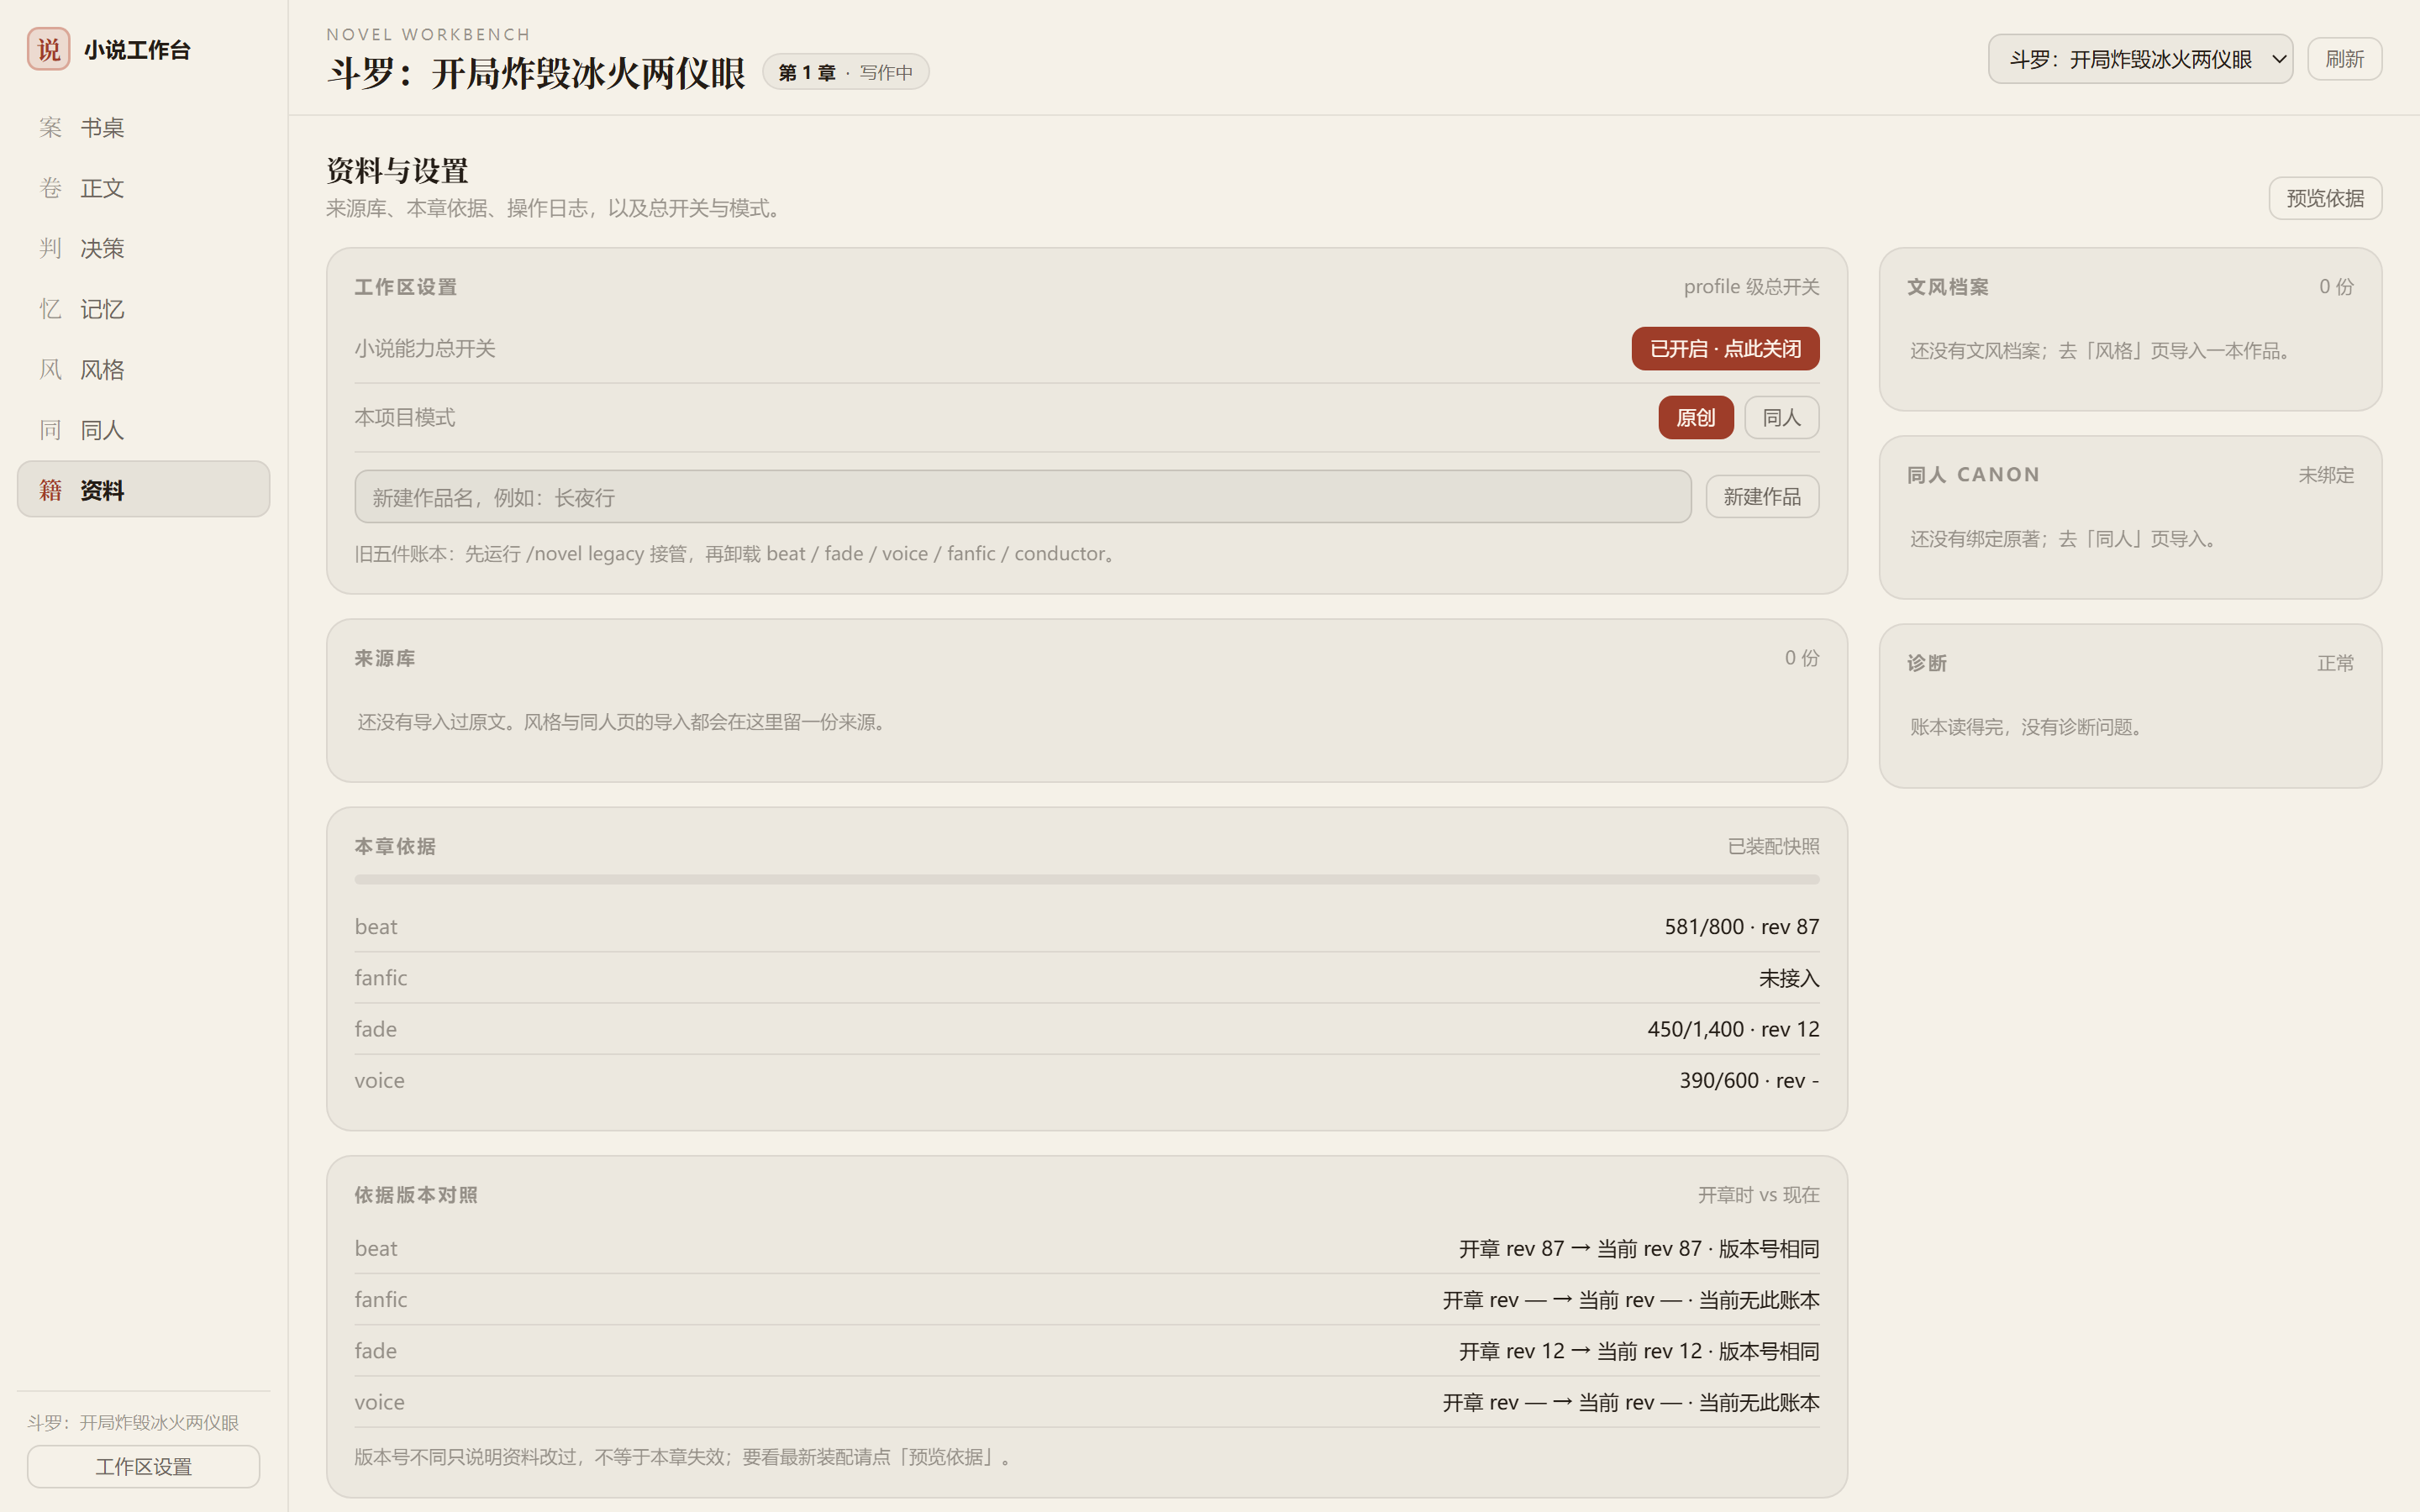 说 小说工作台
案 书桌
卷 正文
判 决策
忆 记忆
风 风格
同 同人
籍 资料
斗罗：开局炸毁冰火两仪眼
工作区设置
NOVEL WORKBENCH
斗罗：开局炸毁冰火两仪眼 第 1 章 · 写作中
斗罗：开局炸毁冰火两仪眼 刷新
资料与设置
来源库、本章依据、操作日志，以及总开关与模式。
预览依据
工作区设置 profile 级总开关
小说能力总开关 已开启 · 点此关闭
本项目模式 原创 同人
新建作品名，例如：长夜行 新建作品
旧五件账本：先运行 /novel legacy 接管，再卸载 beat / fade / voice / fanfic / conductor。
来源库 0 份
还没有导入过原文。风格与同人页的导入都会在这里留一份来源。
本章依据 已装配快照
beat 581/800 · rev 87
fanfic 未接入
fade 450/1,400 · rev 12
voice 390/600 · rev -
依据版本对照 开章时 vs 现在
beat 开章 rev 87 → 当前 rev 87 · 版本号相同
fanfic 开章 rev — → 当前 rev — · 当前无此账本
fade 开章 rev 12 → 当前 rev 12 · 版本号相同
voice 开章 rev — → 当前 rev — · 当前无此账本
版本号不同只说明资料改过，不等于本章失效；要看最新装配请点「预览依据」。
文风档案 0 份
还没有文风档案；去「风格」页导入一本作品。
同人 CANON 未绑定
还没有绑定原著；去「同人」页导入。
诊断 正常
账本读得完，没有诊断问题。